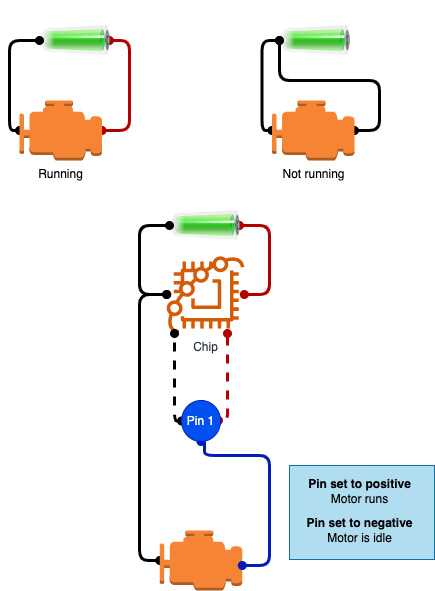 Running
Not running
Chip
Pin 1
Pin set to positive
Motor runs
Pin set to negative
Motor is idle